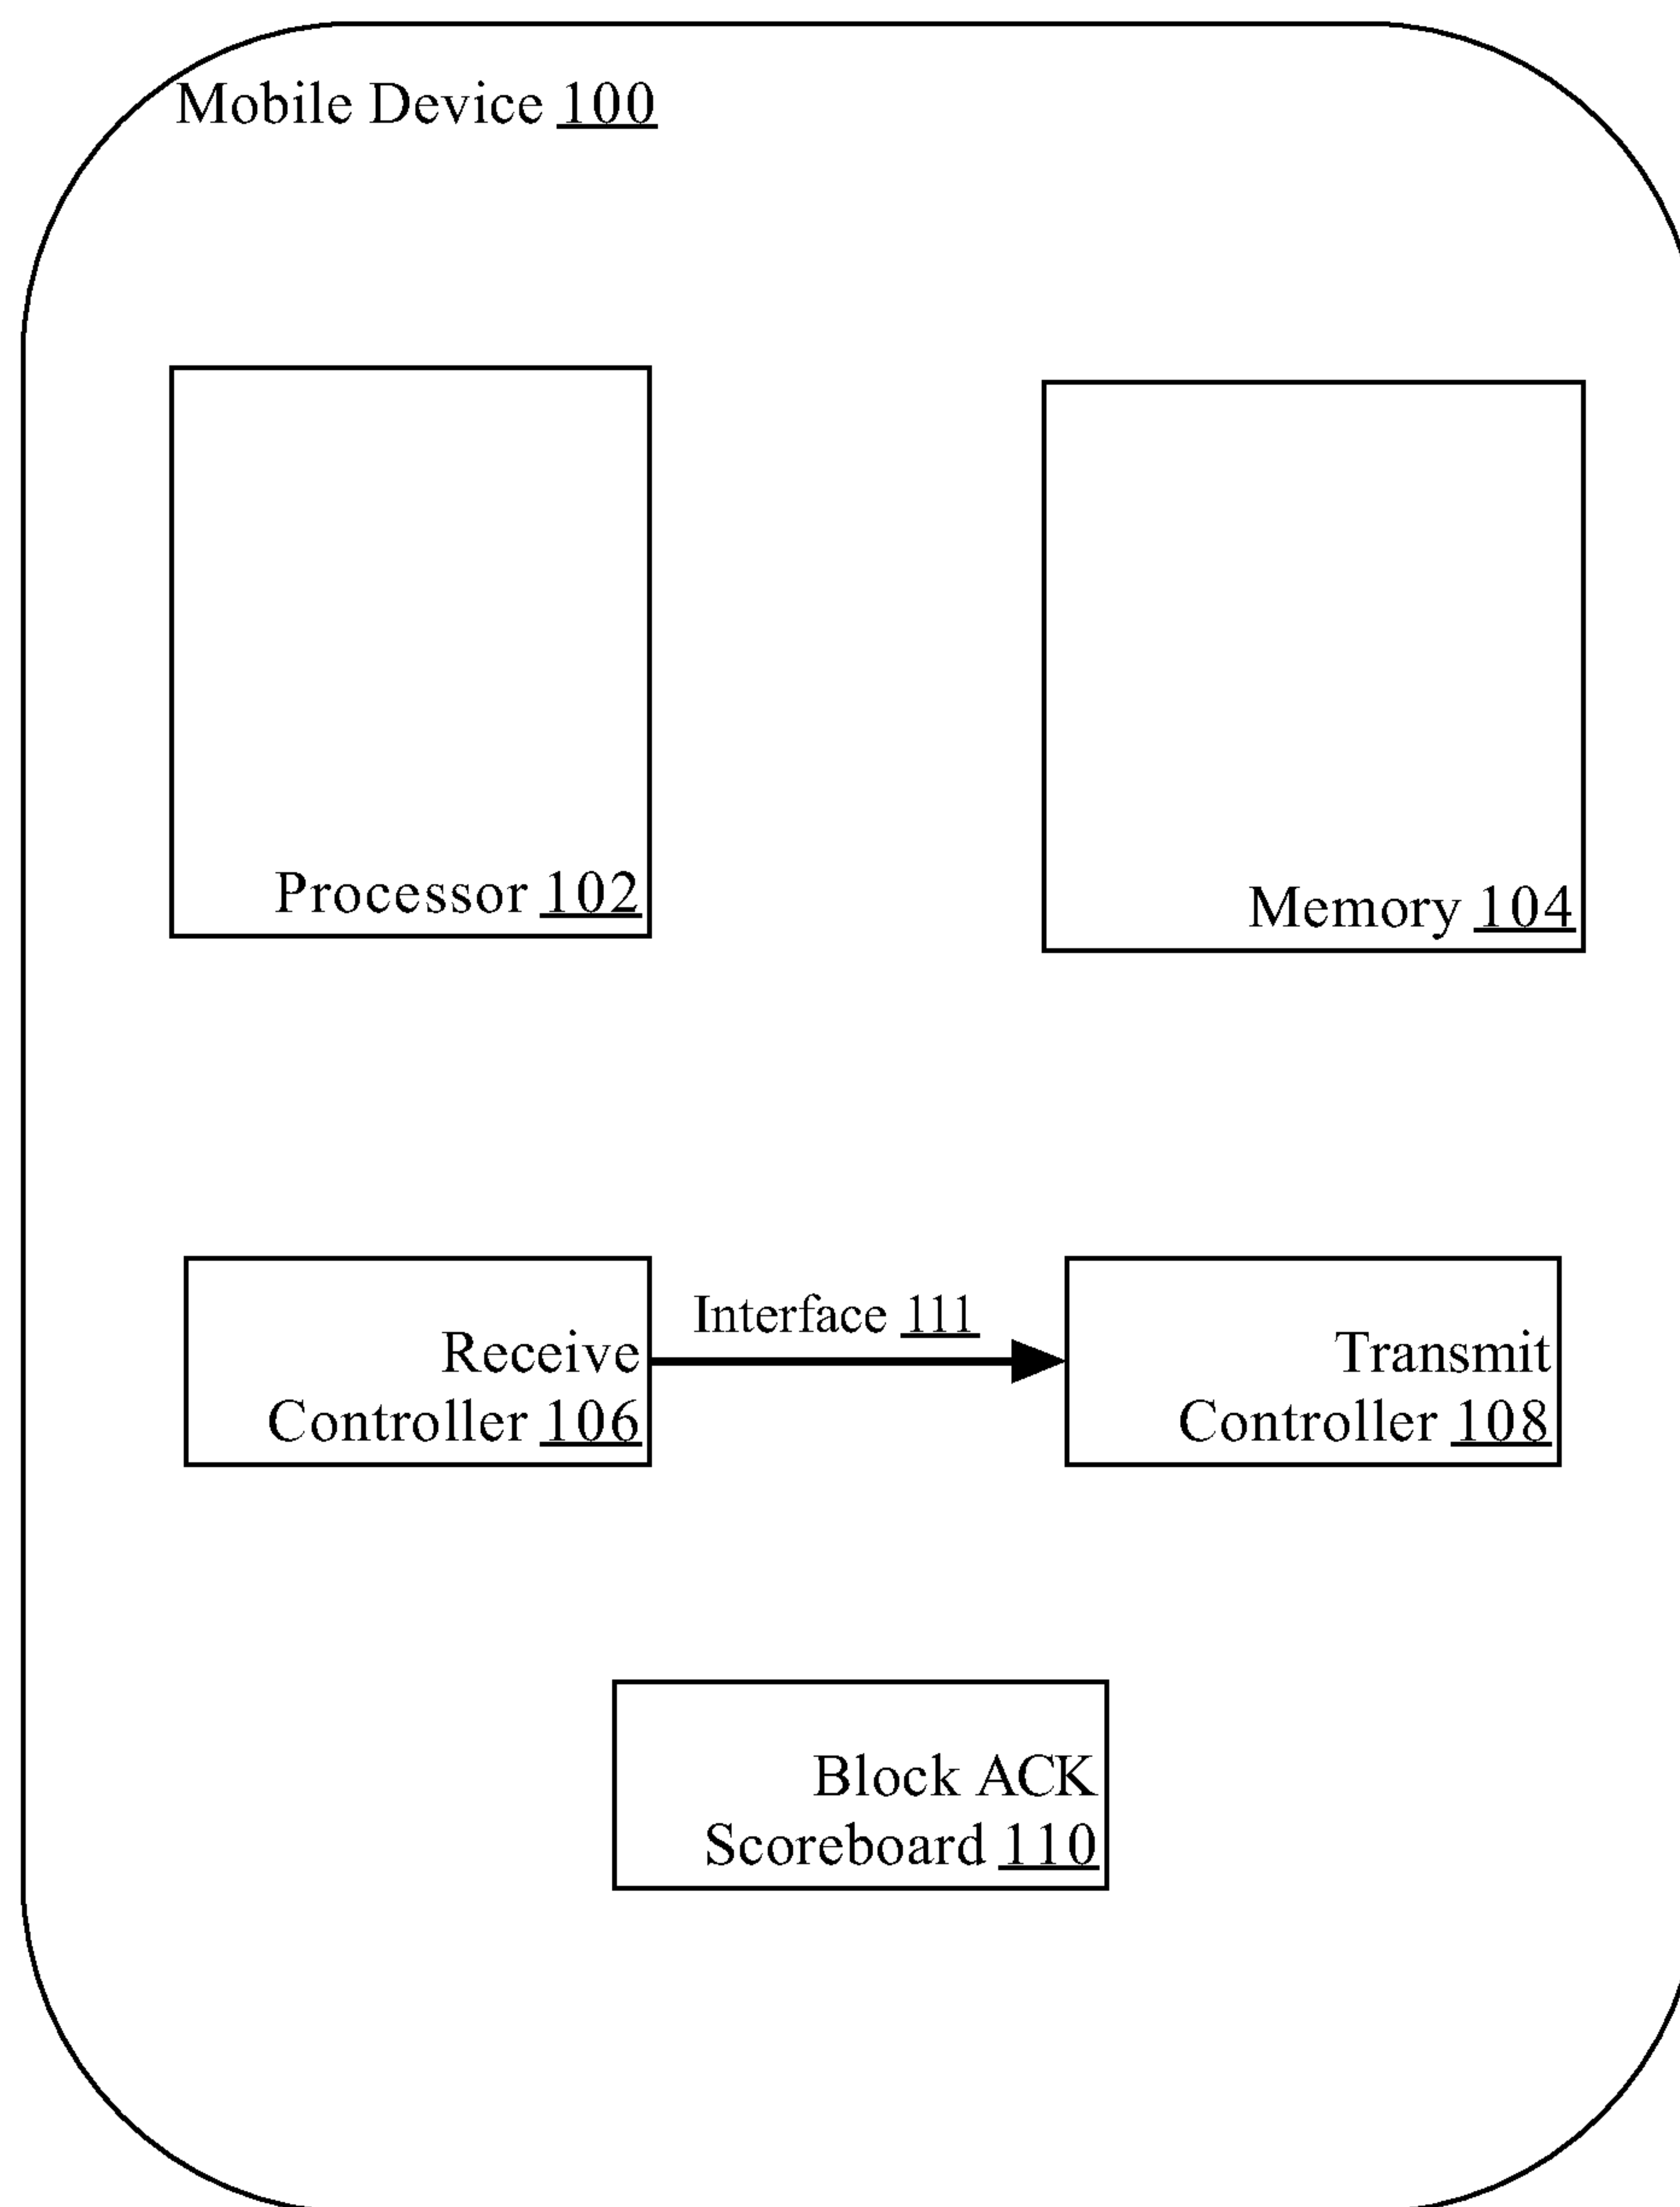 Mobile Device 100
Processor 102
Memory 104
Receive
Controller 106
Interface 111
Transmit
Controller 108
Block ACK
Scoreboard 110